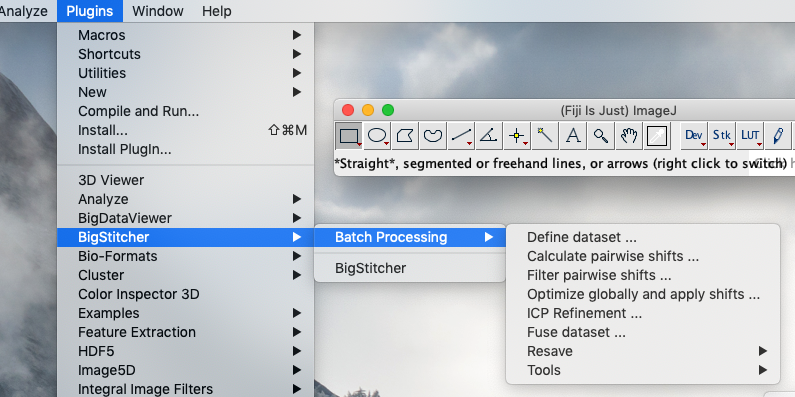 Analyze Plugins Window Help
Macros
Shortcuts
Utilities
New
Compile and Run...
Install... ⇧⌘M
Install PlugIn...
3D Viewer
Analyze
BigDataViewer
BigStitcher
Bio-Formats
Cluster
Color Inspector 3D
Examples
Feature Extraction
HDF5
Image5D
Integral Image Filters
Batch Processing
BigStitcher
Define dataset ...
Calculate pairwise shifts ...
Filter pairwise shifts ...
Optimize globally and apply shifts ...
ICP Refinement ...
Fuse dataset ...
Resave
Tools
(Fiji Is Just) ImageJ
A Dev Stk LUT
*Straight*, segmented or freehand lines, or arrows (right click to switch)